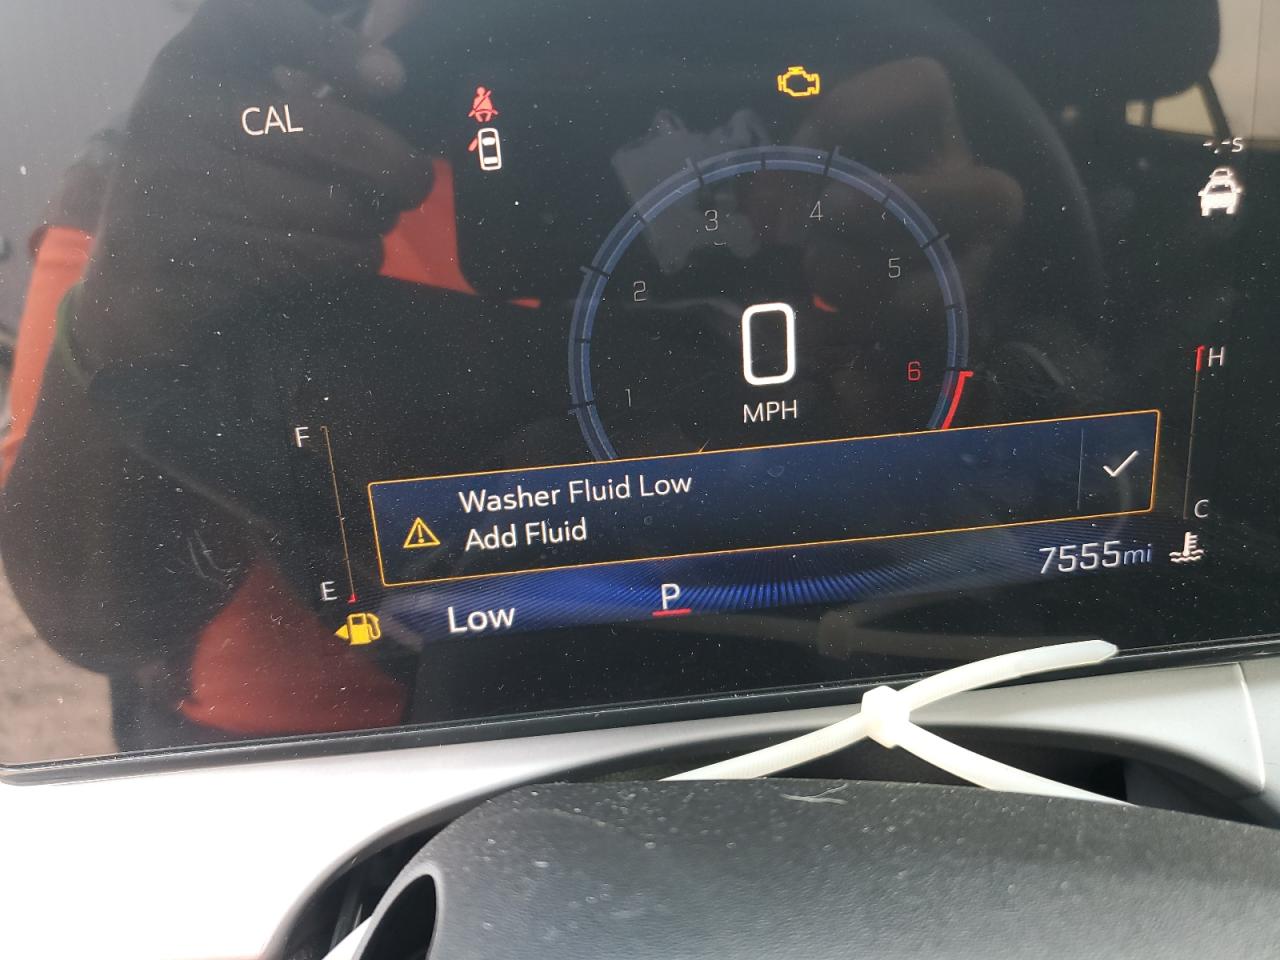 CAL
-.-s
3
4
2
5
1
6
0
MPH
F
H
Washer Fluid Low
Add Fluid
E
C
Low
P
7555mi